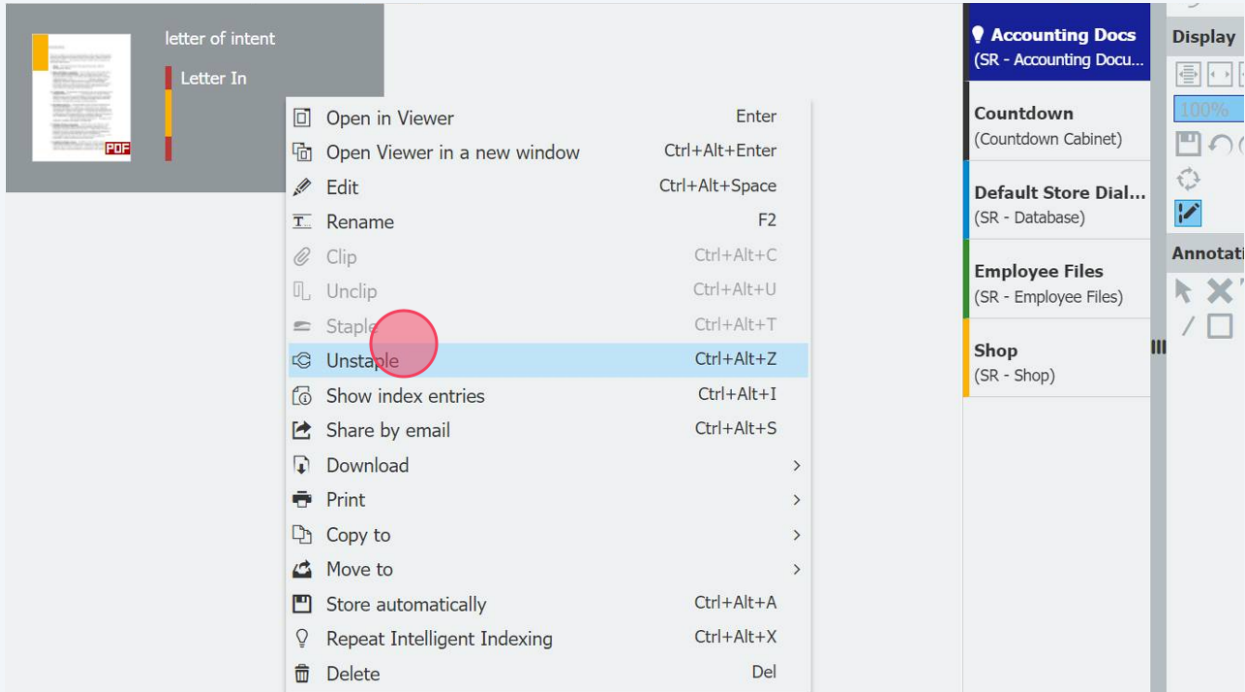 letter of intent
Letter In
PDF
Open in Viewer Enter
Open Viewer in a new window Ctrl+Alt+Enter
Edit Ctrl+Alt+Space
Rename F2
Clip Ctrl+Alt+C
Unclip Ctrl+Alt+U
Staple Ctrl+Alt+T
Unstaple Ctrl+Alt+Z
Show index entries Ctrl+Alt+I
Share by email Ctrl+Alt+S
Download
Print
Copy to
Move to
Store automatically Ctrl+Alt+A
Repeat Intelligent Indexing Ctrl+Alt+X
Delete Del
Accounting Docs
(SR - Accounting Docu...
Countdown
(Countdown Cabinet)
Default Store Dial...
(SR - Database)
Employee Files
(SR - Employee Files)
Shop
(SR - Shop)
Display
100%
Annotati